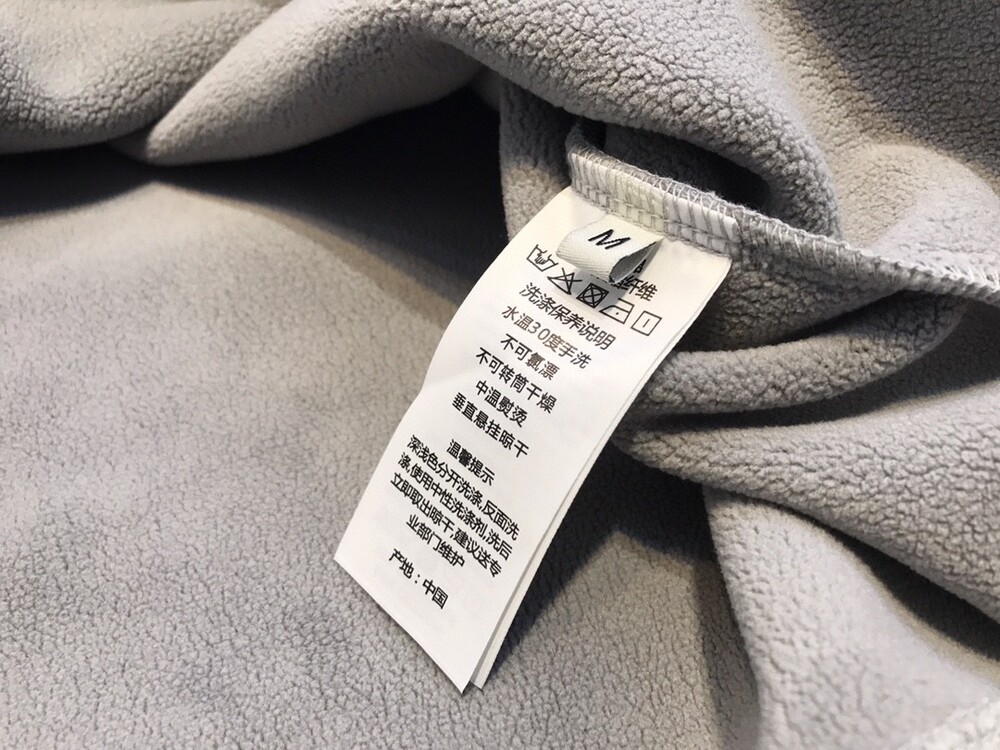 M
纤维
洗涤保养说明
水温30度手洗
不可氯漂
不可转筒干燥
中温熨烫
垂直悬挂晾干
温馨提示
深浅色分开洗涤,反面洗
涤,使用中性洗涤剂,洗后
立即取出晾干,建议送专
业部门维护
产地：中国